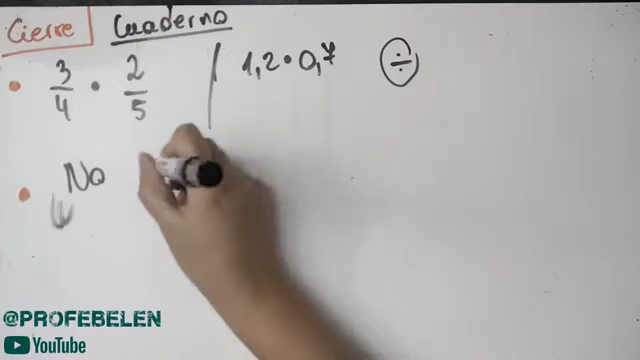 Cierre Cuaderno
3/4 • 2/5 | 1,2 • 0,7 ÷
No
@PROFEBELEN
YouTube